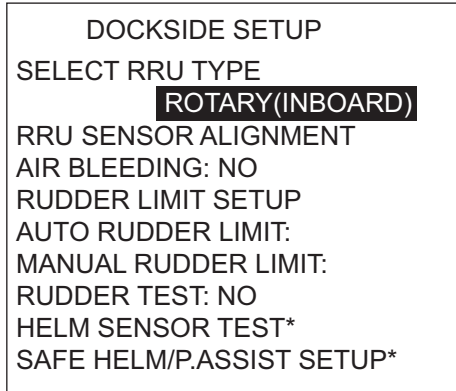 DOCKSIDE SETUP
SELECT RRU TYPE
ROTARY(INBOARD)
RRU SENSOR ALIGNMENT
AIR BLEEDING: NO
RUDDER LIMIT SETUP
AUTO RUDDER LIMIT:
MANUAL RUDDER LIMIT:
RUDDER TEST: NO
HELM SENSOR TEST*
SAFE HELM/P.ASSIST SETUP*